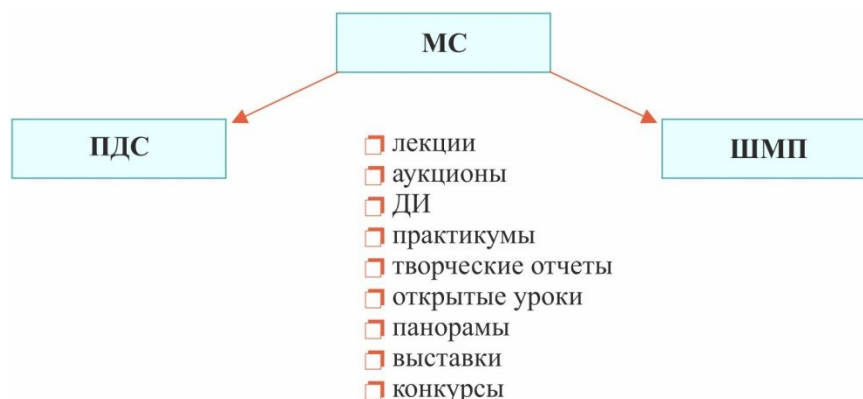 МС
ПДС
ШМП
лекции
аукционы
ДИ
практикумы
творческие отчеты
открытые уроки
панорамы
выставки
конкурсы